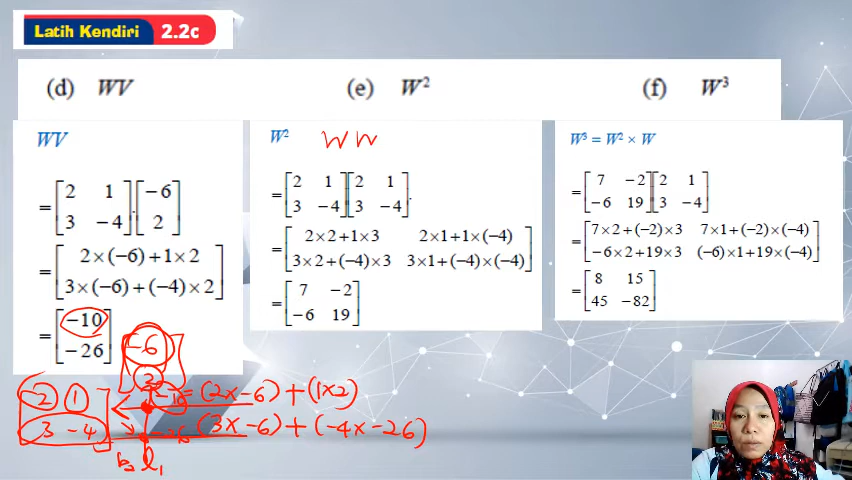 Latih Kendiri 2.2c
(d) WV (e) W² (f) W³
WV
= [2 1; 3 −4][−6; 2]
= [2×(−6)+1×2; 3×(−6)+(−4)×2]
= [−10; −26]
W² W W
= [2 1; 3 −4][2 1; 3 −4]
= [2×2+1×3 2×1+1×(−4); 3×2+(−4)×3 3×1+(−4)×(−4)]
= [7 −2; −6 19]
W³ = W² × W
= [7 −2; −6 19][2 1; 3 −4]
= [7×2+(−2)×3 7×1+(−2)×(−4); −6×2+19×3 (−6)×1+19×(−4)]
= [8 15; 45 −82]
-6
2
2 1 = (2x-6)+(1x2)
3 -4 (3x-6)+(-4x-26)